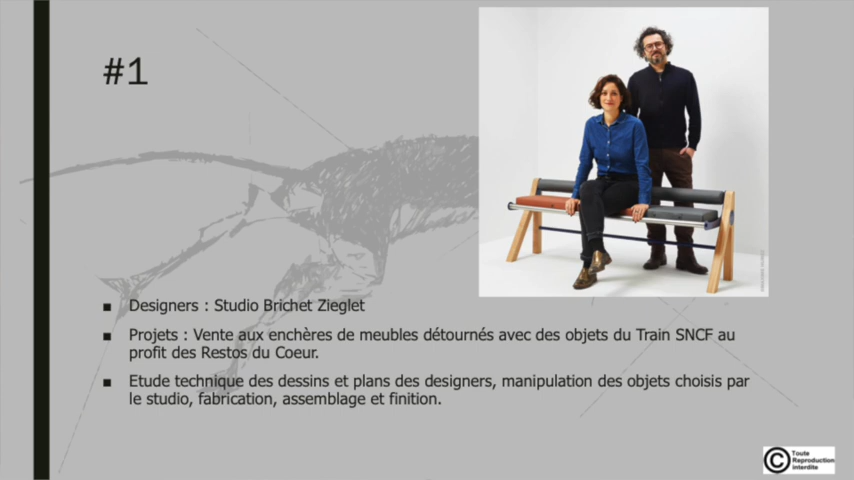 #1
▪ Designers : Studio Brichet Zieglet
▪ Projets : Vente aux enchères de meubles détournés avec des objets du Train SNCF au
profit des Restos du Coeur.
▪ Etude technique des dessins et plans des designers, manipulation des objets choisis par
le studio, fabrication, assemblage et finition.
© Toute
Reproduction
Interdite